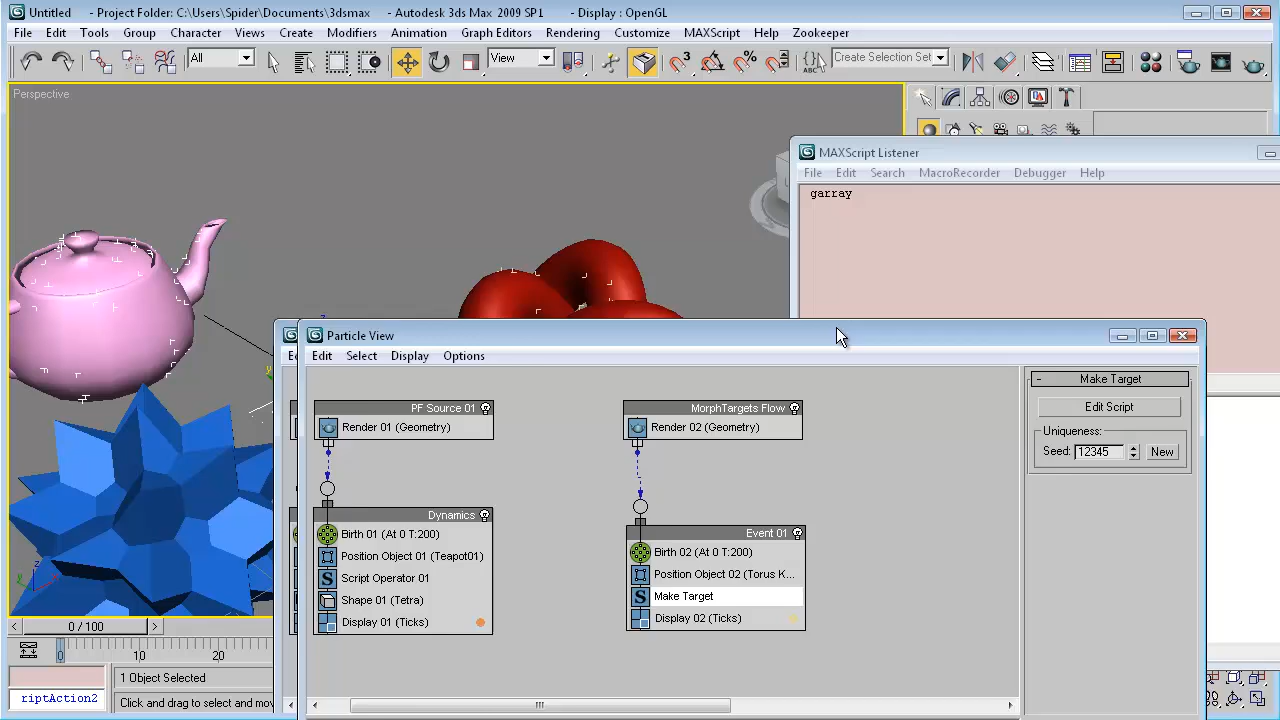 Untitled - Project Folder: C:\Users\Spider\Documents\3dsmax - Autodesk 3ds Max 2009 SP1 - Display : OpenGL
File Edit Tools Group Character Views Create Modifiers Animation Graph Editors Rendering Customize MAXScript Help Zookeeper
All View Create Selection Set
Perspective
MAXScript Listener
File Edit Search MacroRecorder Debugger Help
garray
Particle View
Edit Select Display Options
PF Source 01
Render 01 (Geometry)
Dynamics
Birth 01 (At 0 T:200)
Position Object 01 (Teapot01)
Script Operator 01
Shape 01 (Tetra)
Display 01 (Ticks)
MorphTargets Flow
Render 02 (Geometry)
Event 01
Birth 02 (At 0 T:200)
Position Object 02 (Torus K...
Make Target
Display 02 (Ticks)
- Make Target
Edit Script
Uniqueness:
Seed: 12345 New
0 / 100
0 10 20
1 Object Selected
riptAction2
Click and drag to select and mov